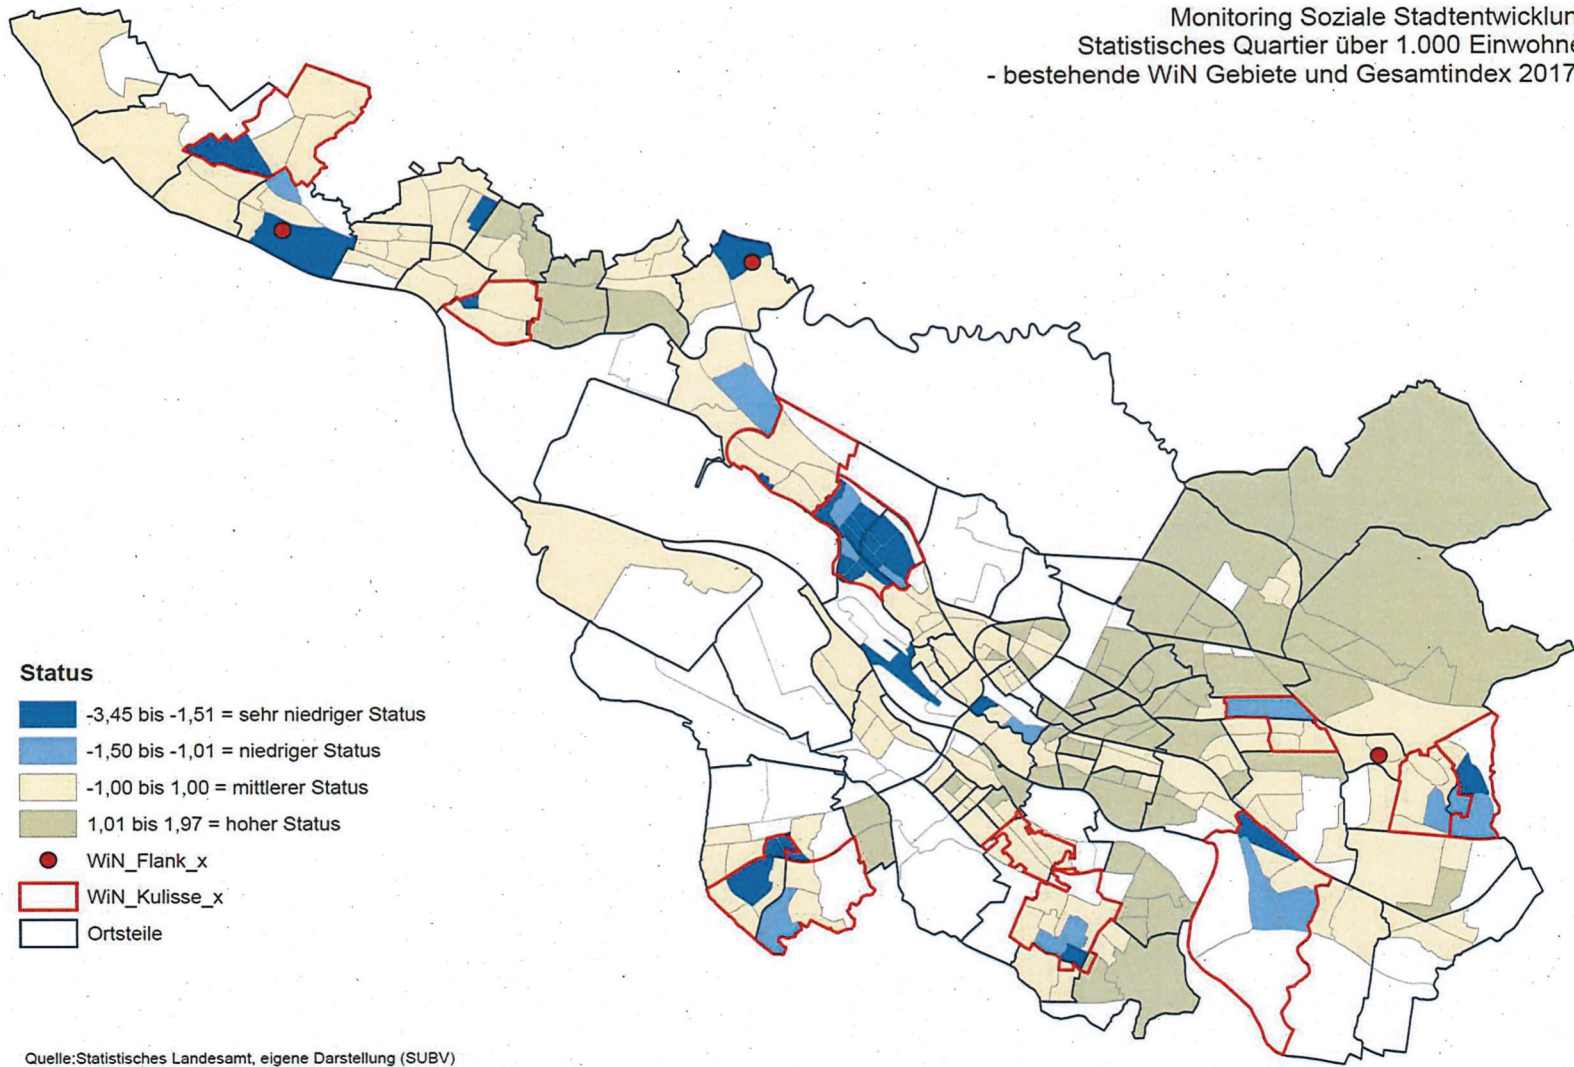 Monitoring Soziale Stadtentwicklun
Statistisches Quartier über 1.000 Einwohne
- bestehende WiN Gebiete und Gesamtindex 2017
Status
-3,45 bis -1,51 = sehr niedriger Status
-1,50 bis -1,01 = niedriger Status
-1,00 bis 1,00 = mittlerer Status
1,01 bis 1,97 = hoher Status
WiN_Flank_x
WiN_Kulisse_x
Ortsteile
Quelle:Statistisches Landesamt, eigene Darstellung (SUBV)